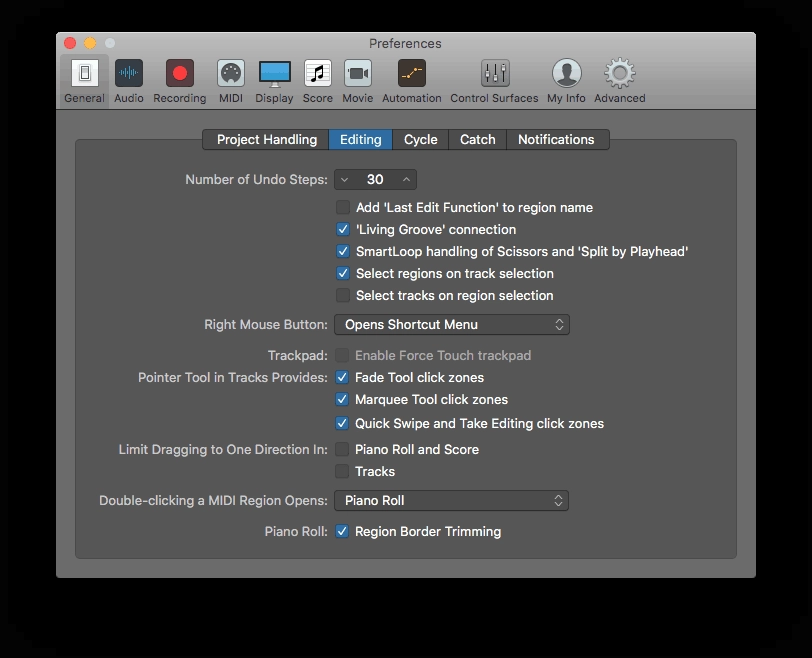 Preferences
General Audio Recording MIDI Display Score Movie Automation Control Surfaces My Info Advanced
Project Handling Editing Cycle Catch Notifications
Number of Undo Steps: 30
Add 'Last Edit Function' to region name
'Living Groove' connection
SmartLoop handling of Scissors and 'Split by Playhead'
Select regions on track selection
Select tracks on region selection
Right Mouse Button: Opens Shortcut Menu
Trackpad: Enable Force Touch trackpad
Pointer Tool in Tracks Provides: Fade Tool click zones
Marquee Tool click zones
Quick Swipe and Take Editing click zones
Limit Dragging to One Direction In: Piano Roll and Score
Tracks
Double-clicking a MIDI Region Opens: Piano Roll
Piano Roll: Region Border Trimming